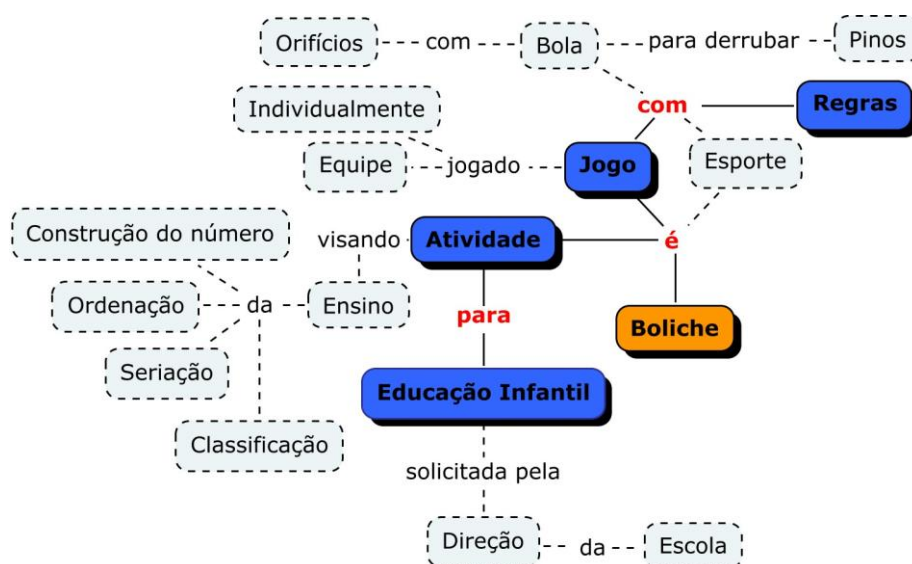 Orifícios
com
Bola
para derrubar
Pinos
Individualmente
com
Regras
Equipe
jogado
Jogo
Esporte
Construção do número
visando
Atividade
é
Ordenação
da
Ensino
para
Boliche
Seriação
Educação Infantil
Classificação
solicitada pela
Direção
da
Escola